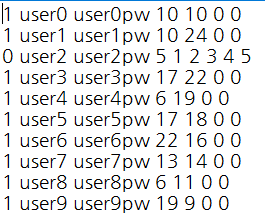 1 user0 user0pw 10 10 0 0
1 user1 user1pw 10 24 0 0
0 user2 user2pw 5 1 2 3 4 5
1 user3 user3pw 17 22 0 0
1 user4 user4pw 6 19 0 0
1 user5 user5pw 17 18 0 0
1 user6 user6pw 22 16 0 0
1 user7 user7pw 13 14 0 0
1 user8 user8pw 6 11 0 0
1 user9 user9pw 19 9 0 0